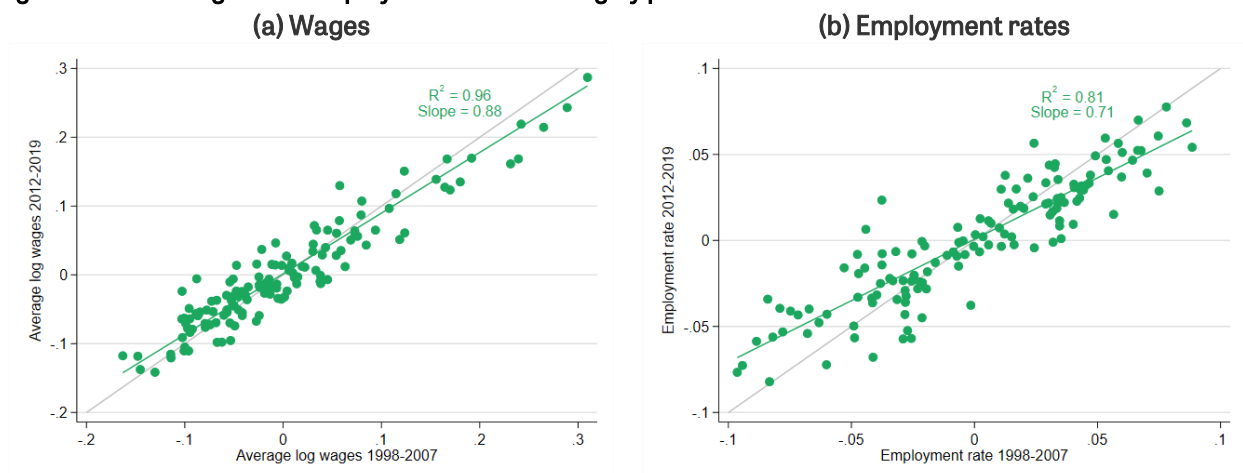 (a) Wages
(b) Employment rates
R² = 0.96
Slope = 0.88
.3
.2
.1
0
-.1
-.2
Average log wages 2012-2019
-.2
-.1
0
.1
.2
.3
Average log wages 1998-2007
R² = 0.81
Slope = 0.71
.1
.05
0
-.05
-.1
Employment rate 2012-2019
-.1
-.05
0
.05
.1
Employment rate 1998-2007